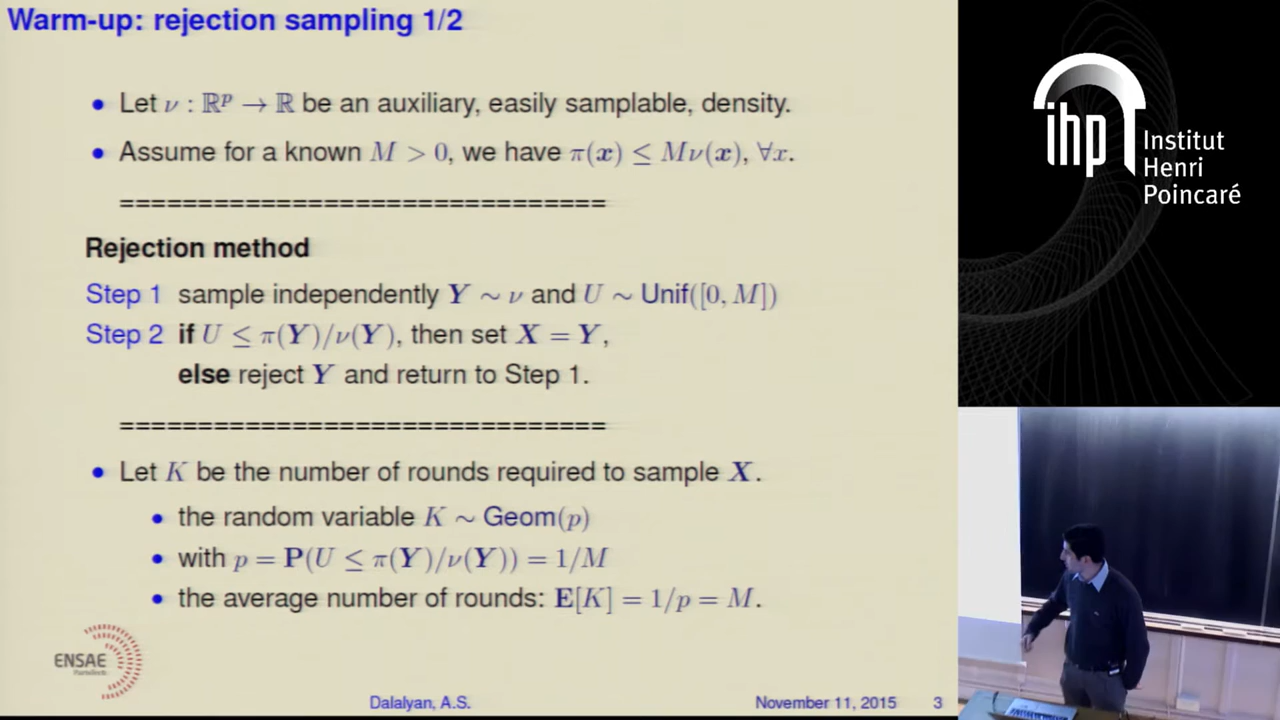 Warm-up: rejection sampling 1/2
• Let ν : ℝᵖ → ℝ be an auxiliary, easily samplable, density.
• Assume for a known M > 0, we have π(x) ≤ Mν(x), ∀x.
===============================
Rejection method
Step 1 sample independently Y ∼ ν and U ∼ Unif([0, M])
Step 2 if U ≤ π(Y)/ν(Y), then set X = Y,
else reject Y and return to Step 1.
===============================
• Let K be the number of rounds required to sample X.
• the random variable K ∼ Geom(p)
• with p = P(U ≤ π(Y)/ν(Y)) = 1/M
• the average number of rounds: E[K] = 1/p = M.
ENSAE
Dalalyan, A.S.
November 11, 2015 3
ihp
Institut
Henri
Poincaré